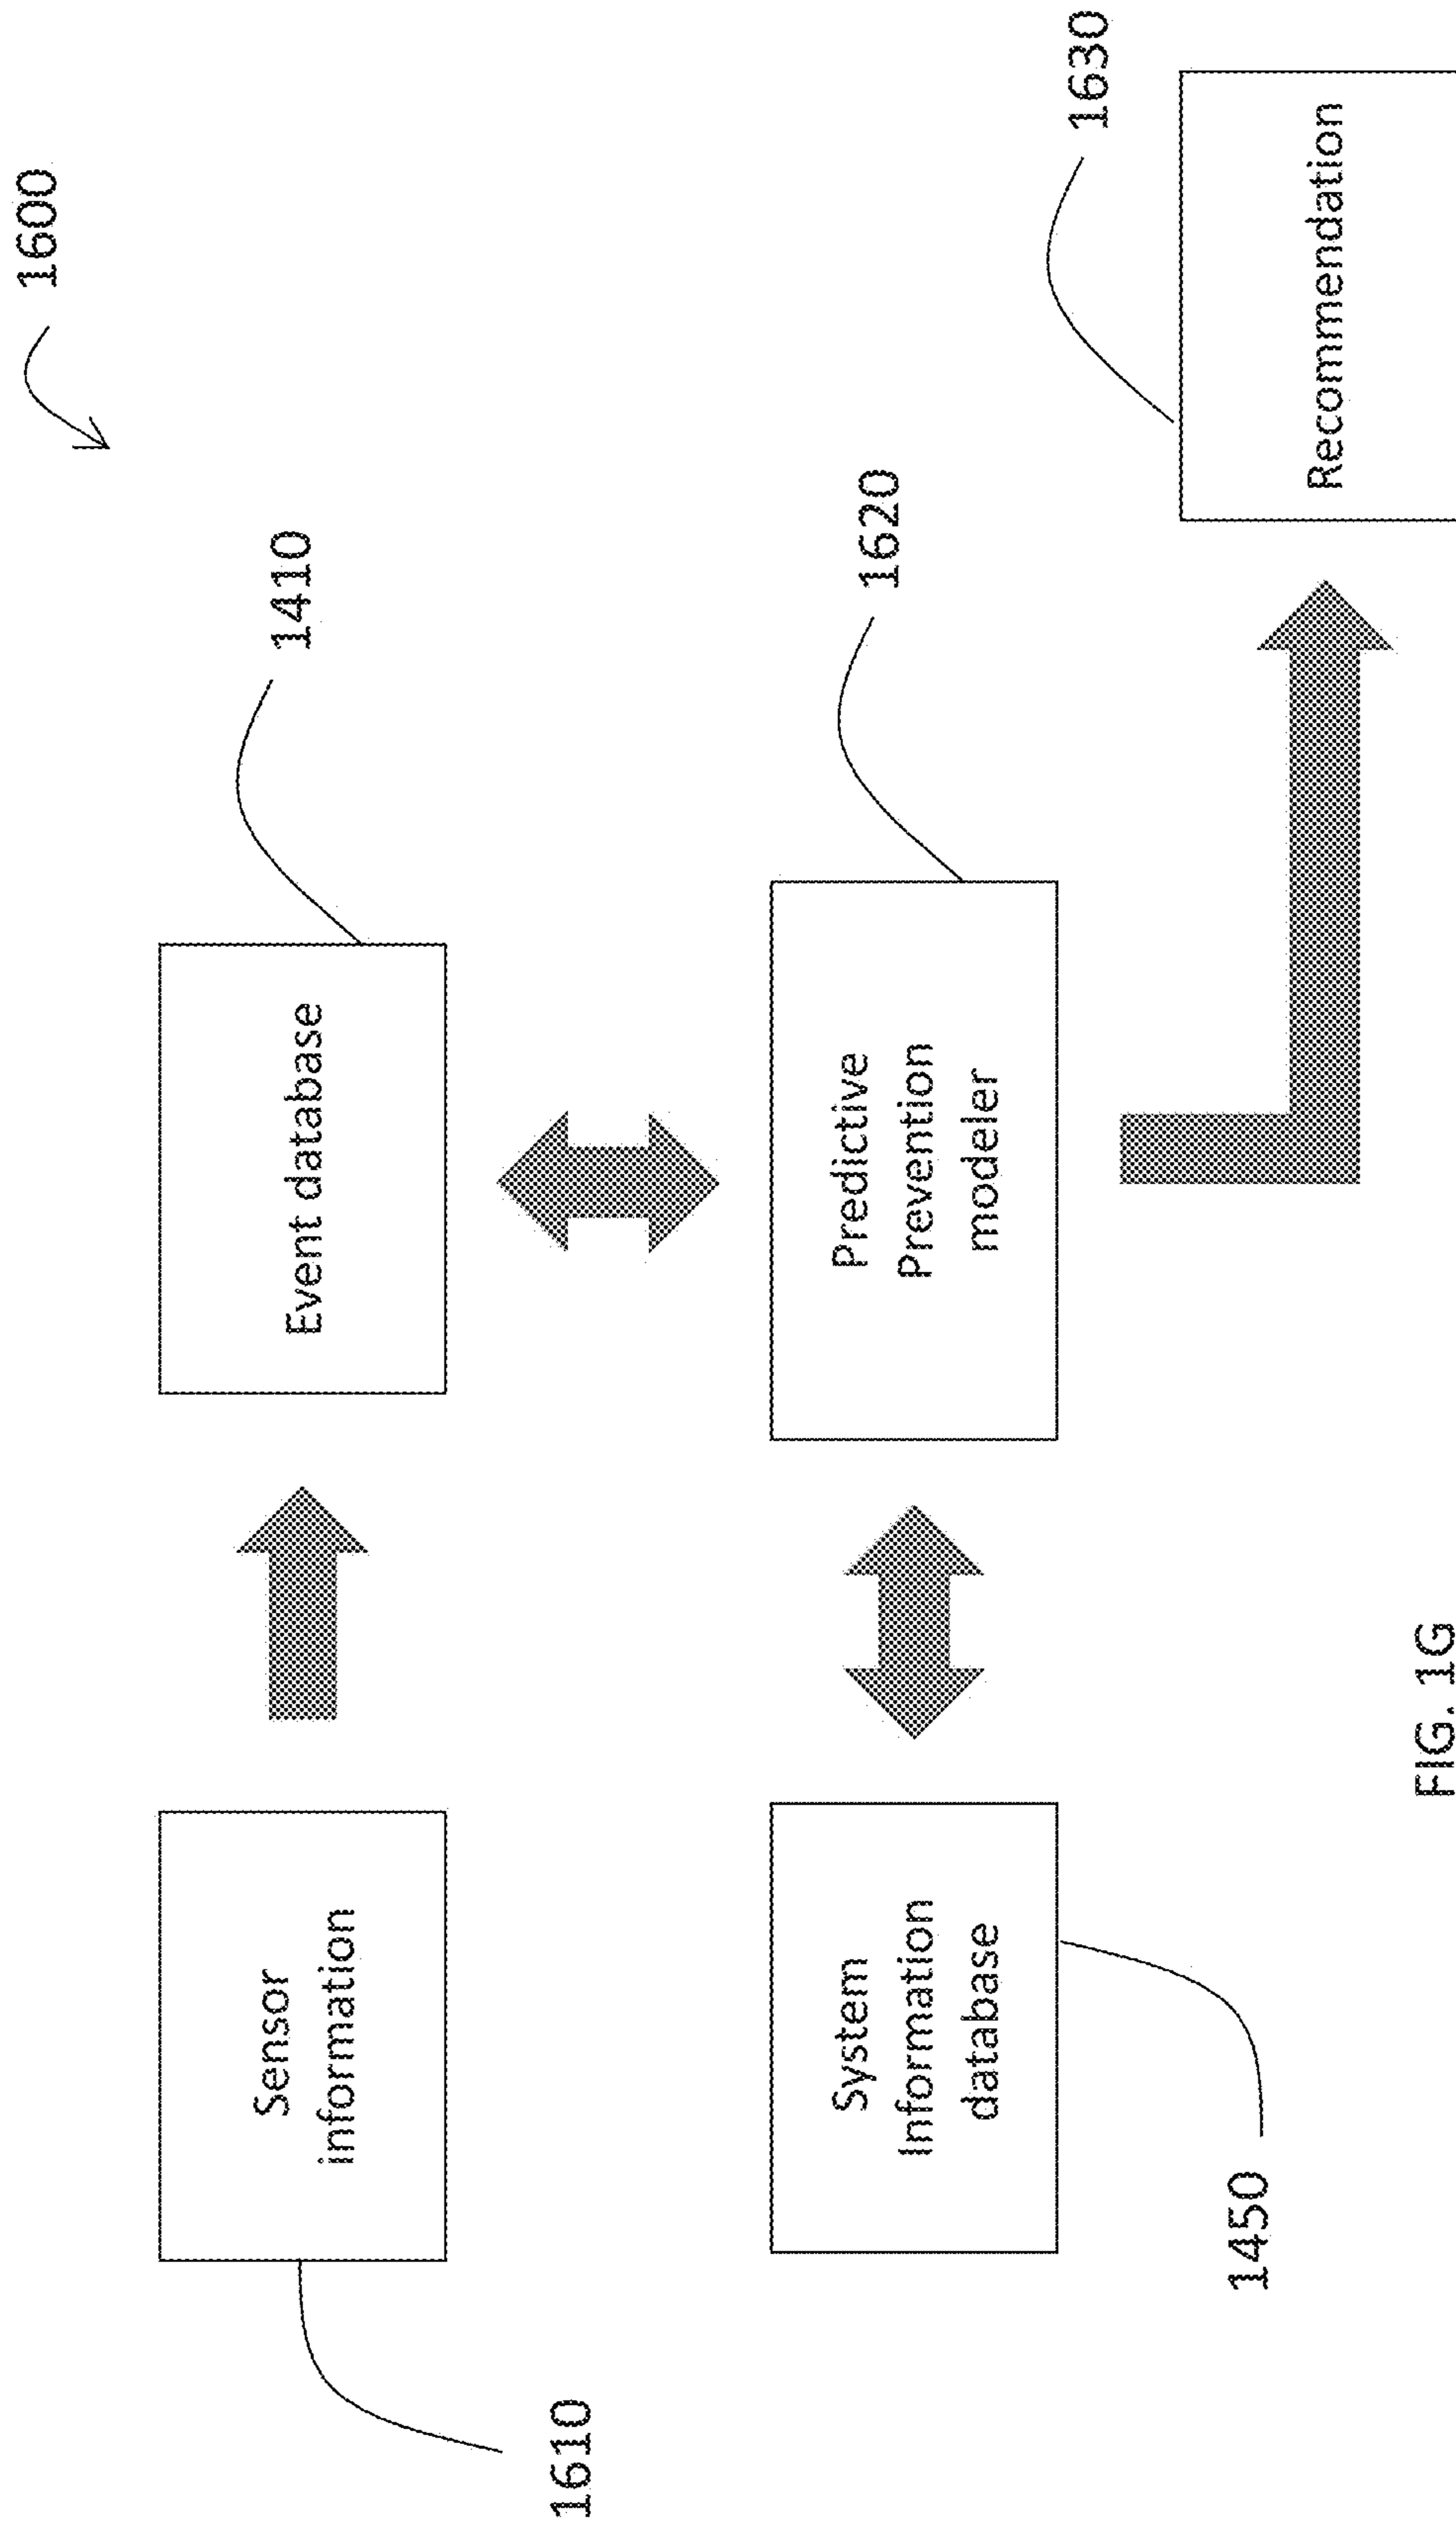 1600
Sensor
information
1610
Event database
1410
System
Information
database
1450
Predictive
Prevention
modeler
1620
Recommendation
1630
FIG. 1G